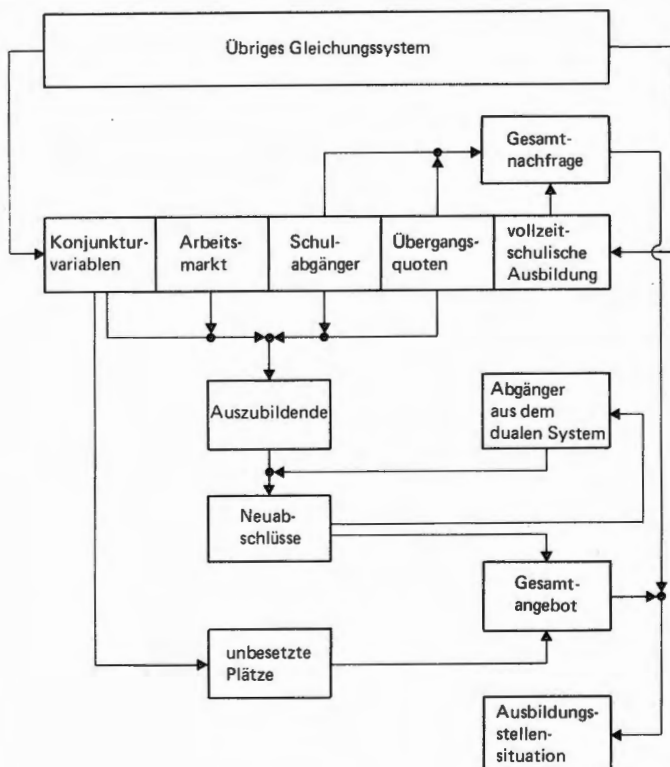 Übriges Gleichungssystem
Gesamt-
nachfrage
Konjunktur-
variablen
Arbeits-
markt
Schul-
abgänger
Übergangs-
quoten
vollzeit-
schulische
Ausbildung
Auszubildende
Abgänger
aus dem
dualen System
Neuab-
schlüsse
Gesamt-
angebot
unbesetzte
Plätze
Ausbildungs-
stellen-
situation